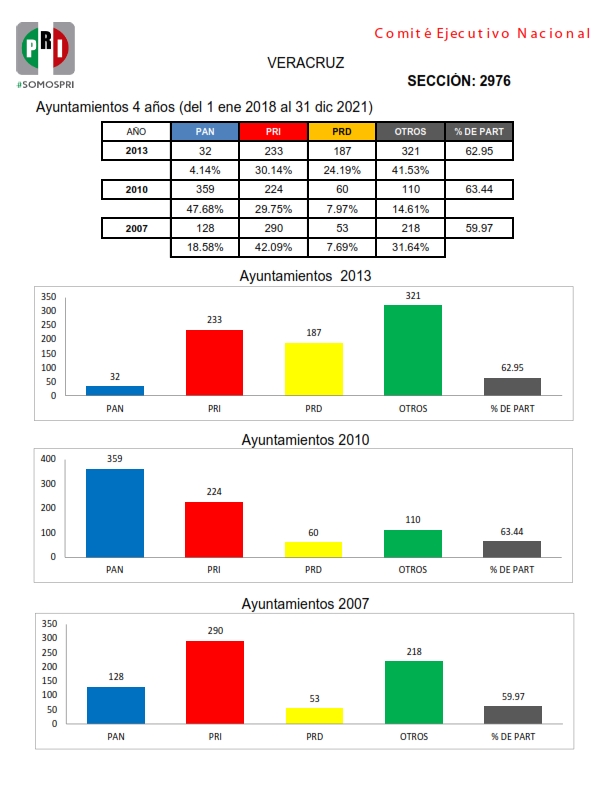 Comité Ejecutivo Nacional
PRI
#SOMOSPRI
VERACRUZ
SECCIÓN: 2976
Ayuntamientos 4 años (del 1 ene 2018 al 31 dic 2021)
AÑO PAN PRI PRD OTROS % DE PART
2013 32 233 187 321 62.95
4.14% 30.14% 24.19% 41.53%
2010 359 224 60 110 63.44
47.68% 29.75% 7.97% 14.61%
2007 128 290 53 218 59.97
18.58% 42.09% 7.69% 31.64%
Ayuntamientos 2013
350
300
250
200
150
100
50
0
32 233 187 321 62.95
PAN PRI PRD OTROS % DE PART
Ayuntamientos 2010
400
300
200
100
0
359 224 60 110 63.44
PAN PRI PRD OTROS % DE PART
Ayuntamientos 2007
350
300
250
200
150
100
50
0
128 290 53 218 59.97
PAN PRI PRD OTROS % DE PART